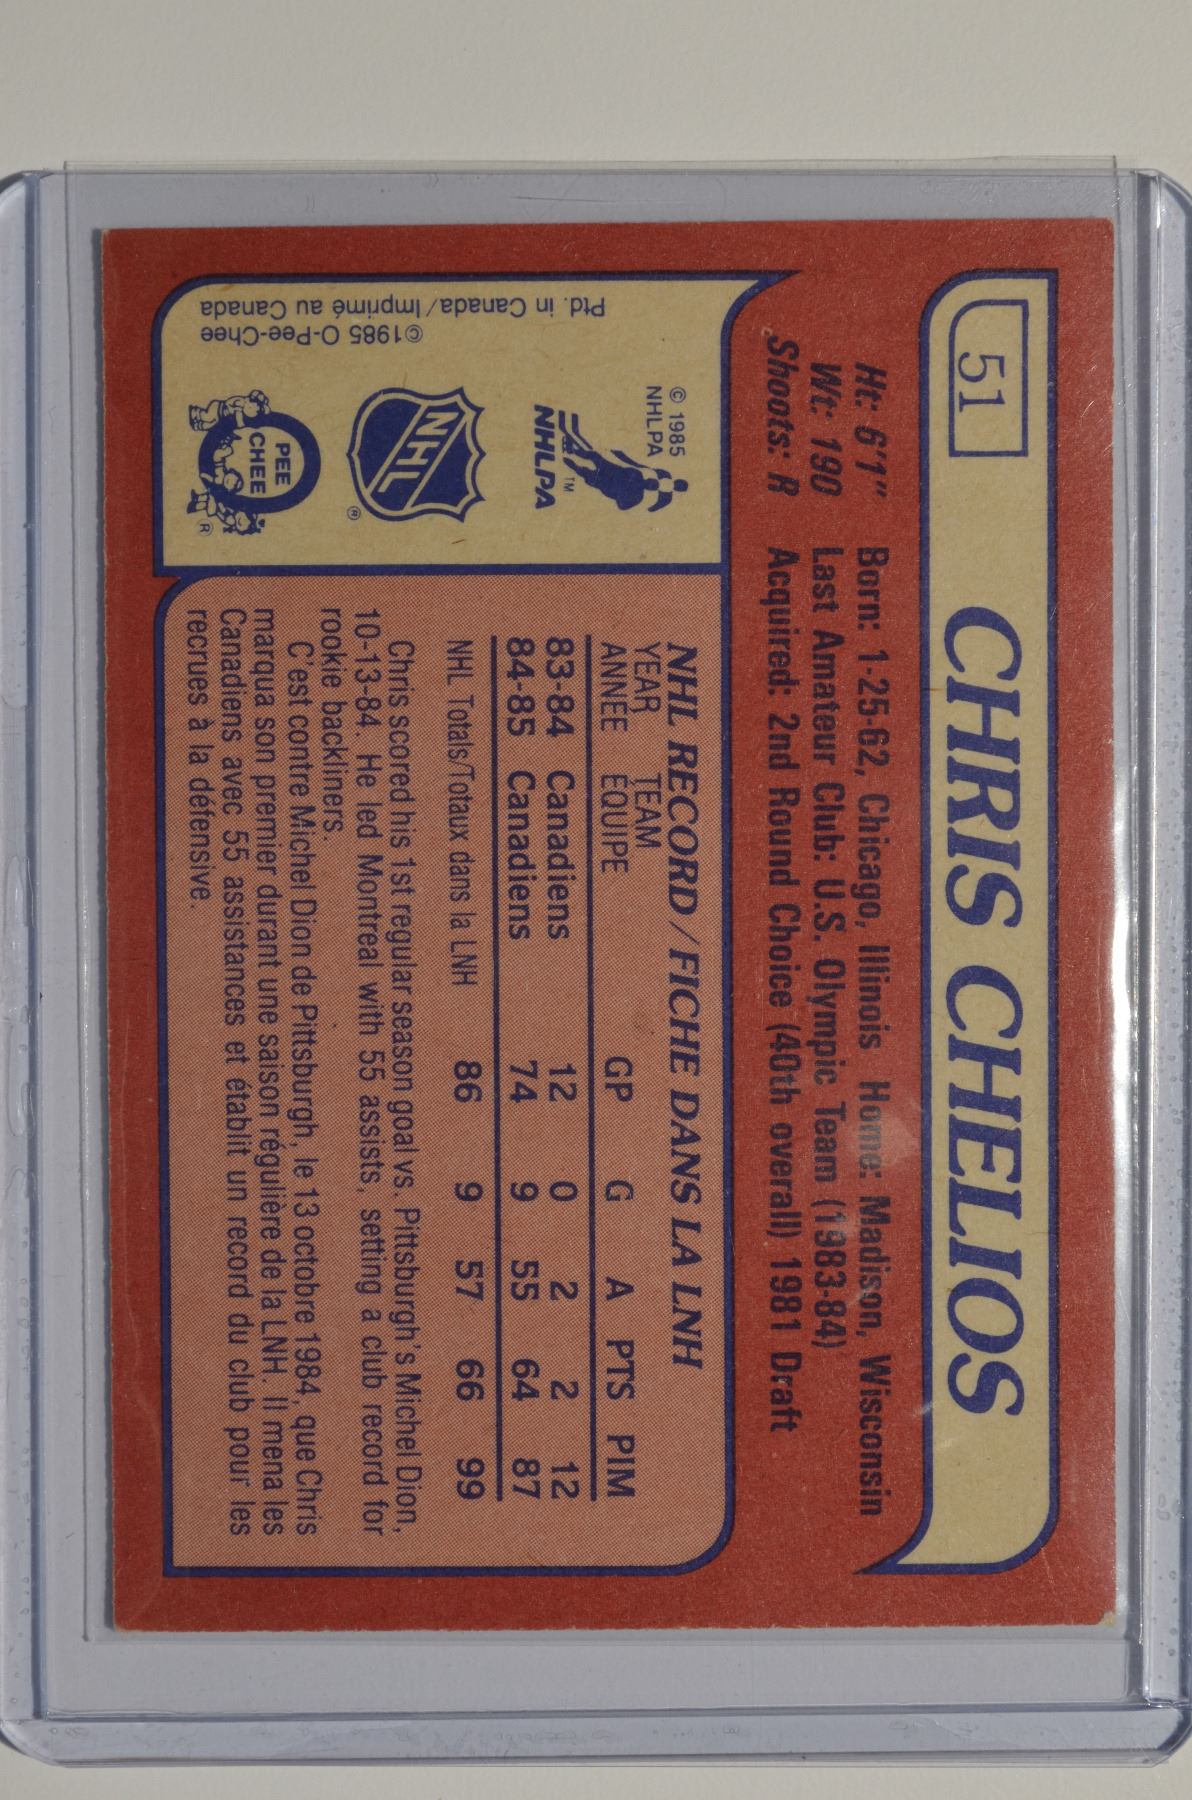 51
CHRIS CHELIOS
Ht: 6'1" Born: 1-25-62, Chicago, Illinois Home: Madison, Wisconsin
Wt: 190 Last Amateur Club: U.S. Olympic Team (1983-84)
Shoots: R Acquired: 2nd Round Choice (40th overall) 1981 Draft
© 1985
NHLPA
NHLPA
TM
NHL
®
PEE
CHEE
®
©1985 O-Pee-Chee
Ptd. in Canada/Imprimé au Canada
NHL RECORD/FICHE DANS LA LNH
YEAR TEAM
ANNÉE ÉQUIPE GP G A PTS PIM
83-84 Canadiens 12 0 2 2 12
84-85 Canadiens 74 9 55 64 87
NHL Totals/Totaux dans la LNH 86 9 57 66 99
Chris scored his 1st regular season goal vs. Pittsburgh's Michel Dion,
10-13-84. He led Montreal with 55 assists, setting a club record for
rookie backliners.
C'est contre Michel Dion de Pittsburgh, le 13 octobre 1984, que Chris
marqua son premier durant une saison régulière de la LNH. Il mena les
Canadiens avec 55 assistances et établit un record du club pour les
recrues à la défensive.